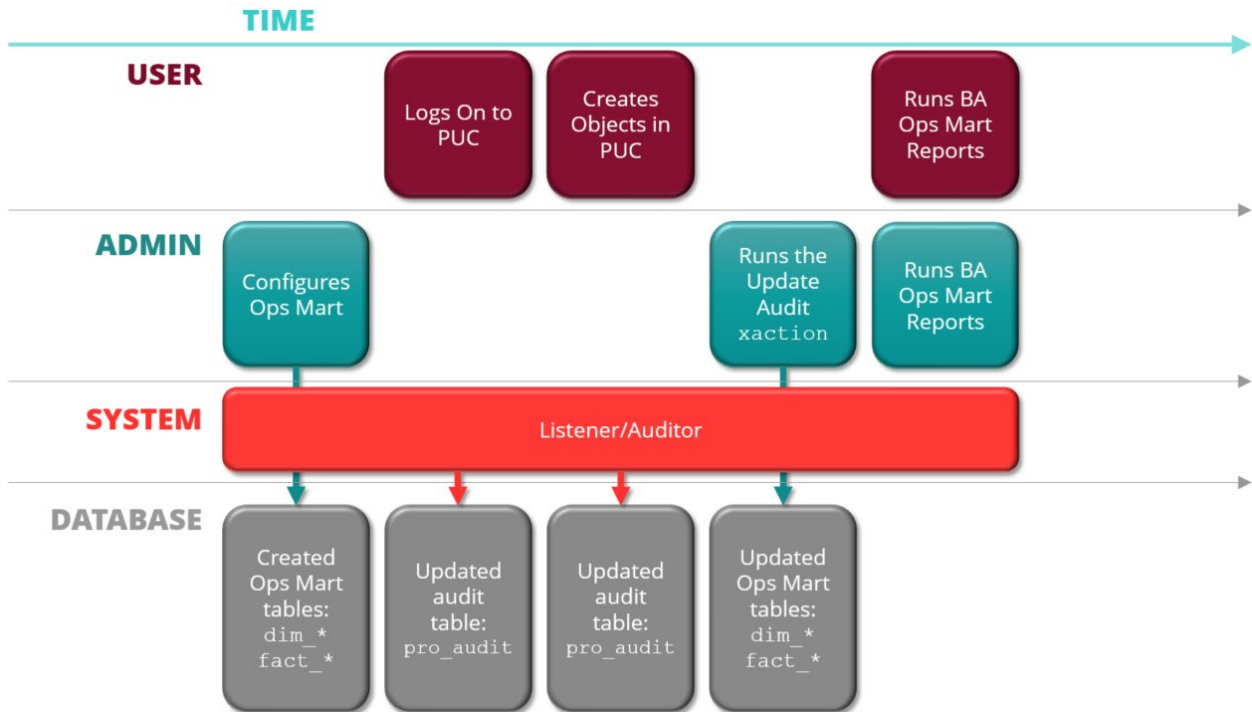 TIME
USER
Logs On to
PUC
Creates
Objects in
PUC
Runs BA
Ops Mart
Reports
ADMIN
Configures
Ops Mart
Runs the
Update
Audit
xaction
Runs BA
Ops Mart
Reports
SYSTEM
Listener/Auditor
DATABASE
Created
Ops Mart
tables:
dim_*
fact_*
Updated
audit
table:
pro_audit
Updated
audit
table:
pro_audit
Updated
Ops Mart
tables:
dim_*
fact_*